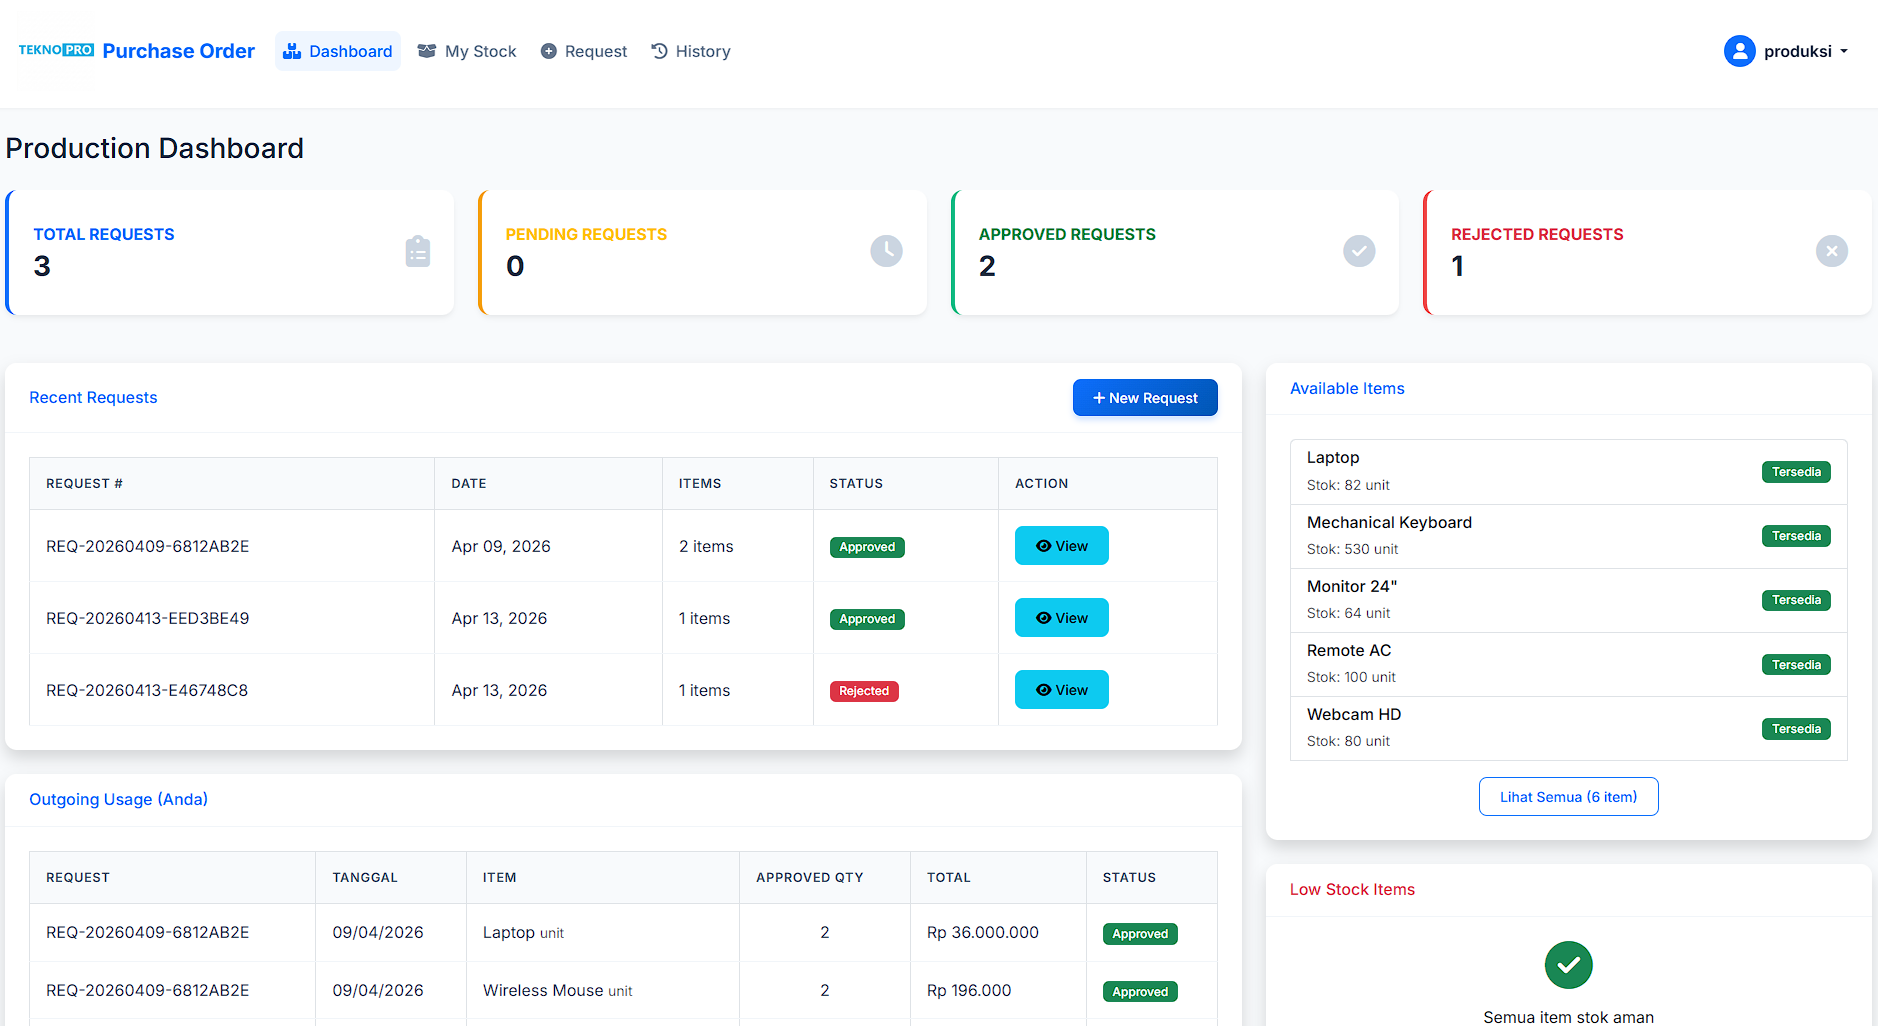 TEKNO PRO Purchase Order Dashboard My Stock Request History produksi
Production Dashboard
TOTAL REQUESTS
3
PENDING REQUESTS
0
APPROVED REQUESTS
2
REJECTED REQUESTS
1
Recent Requests
New Request
REQUEST # DATE ITEMS STATUS ACTION
REQ-20260409-6812AB2E Apr 09, 2026 2 items Approved View
REQ-20260413-EED3BE49 Apr 13, 2026 1 items Approved View
REQ-20260413-E46748C8 Apr 13, 2026 1 items Rejected View
Outgoing Usage (Anda)
REQUEST TANGGAL ITEM APPROVED QTY TOTAL STATUS
REQ-20260409-6812AB2E 09/04/2026 Laptop unit 2 Rp 36.000.000 Approved
REQ-20260409-6812AB2E 09/04/2026 Wireless Mouse unit 2 Rp 196.000 Approved
Available Items
Laptop
Stok: 82 unit
Tersedia
Mechanical Keyboard
Stok: 530 unit
Tersedia
Monitor 24"
Stok: 64 unit
Tersedia
Remote AC
Stok: 100 unit
Tersedia
Webcam HD
Stok: 80 unit
Tersedia
Lihat Semua (6 item)
Low Stock Items
Semua item stok aman